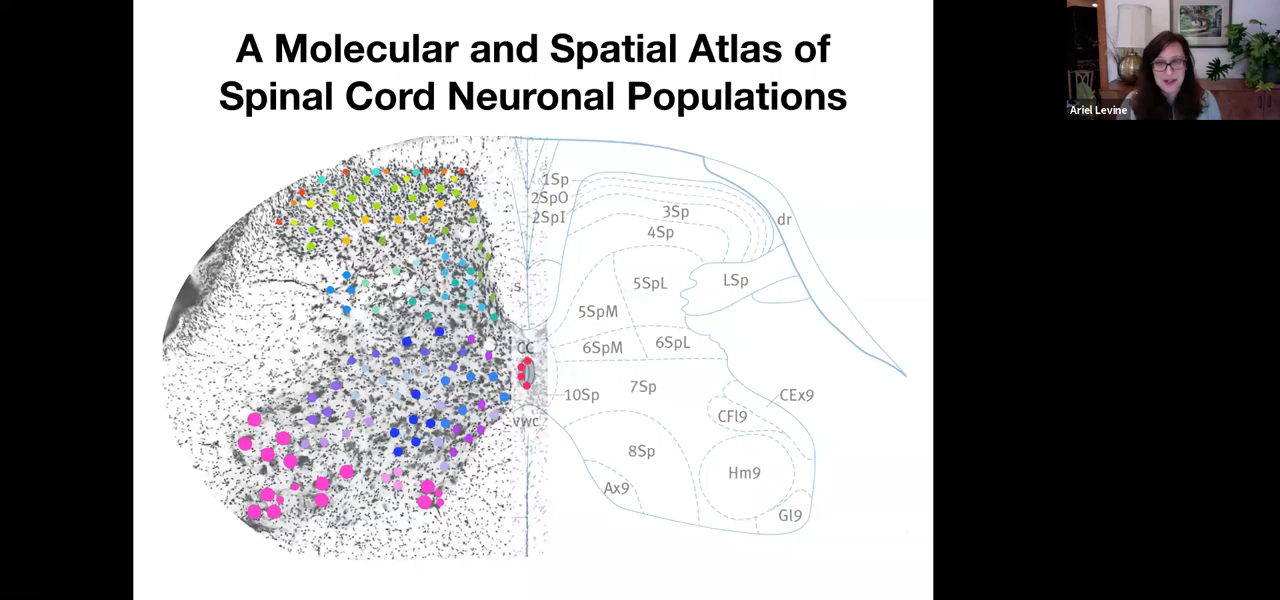 A Molecular and Spatial Atlas of
Spinal Cord Neuronal Populations
Ariel Levine
1Sp
2SpO
2SpI
3Sp
4Sp
dr
S
5SpL
LSp
5SpM
CC
6SpM
6SpL
10Sp
7Sp
CEx9
CFl9
vwc
8Sp
Hm9
Ax9
Gl9